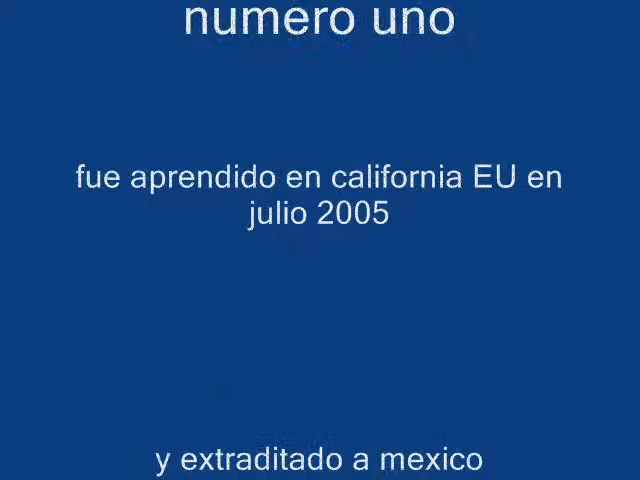 numero uno
fue aprendido en california EU en
julio 2005
y extraditado a mexico